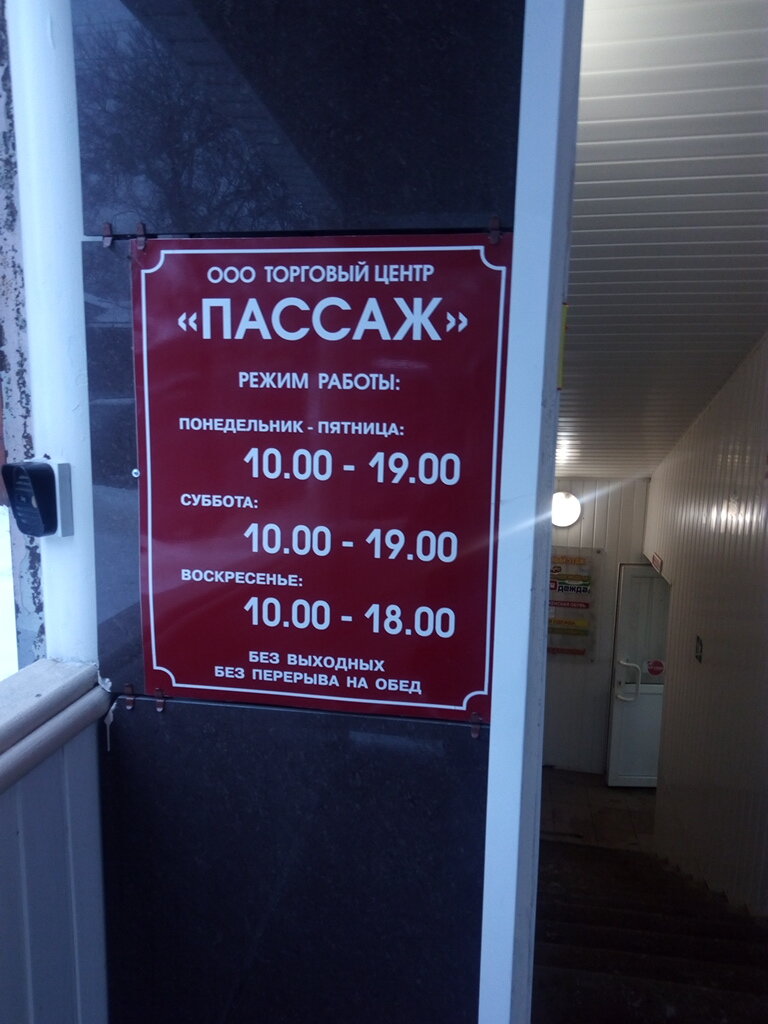 ООО ТОРГОВЫЙ ЦЕНТР
«ПАССАЖ»
РЕЖИМ РАБОТЫ:
ПОНЕДЕЛЬНИК - ПЯТНИЦА:
10.00 - 19.00
СУББОТА:
10.00 - 19.00
ВОСКРЕСЕНЬЕ:
10.00 - 18.00
БЕЗ ВЫХОДНЫХ
БЕЗ ПЕРЕРЫВА НА ОБЕД